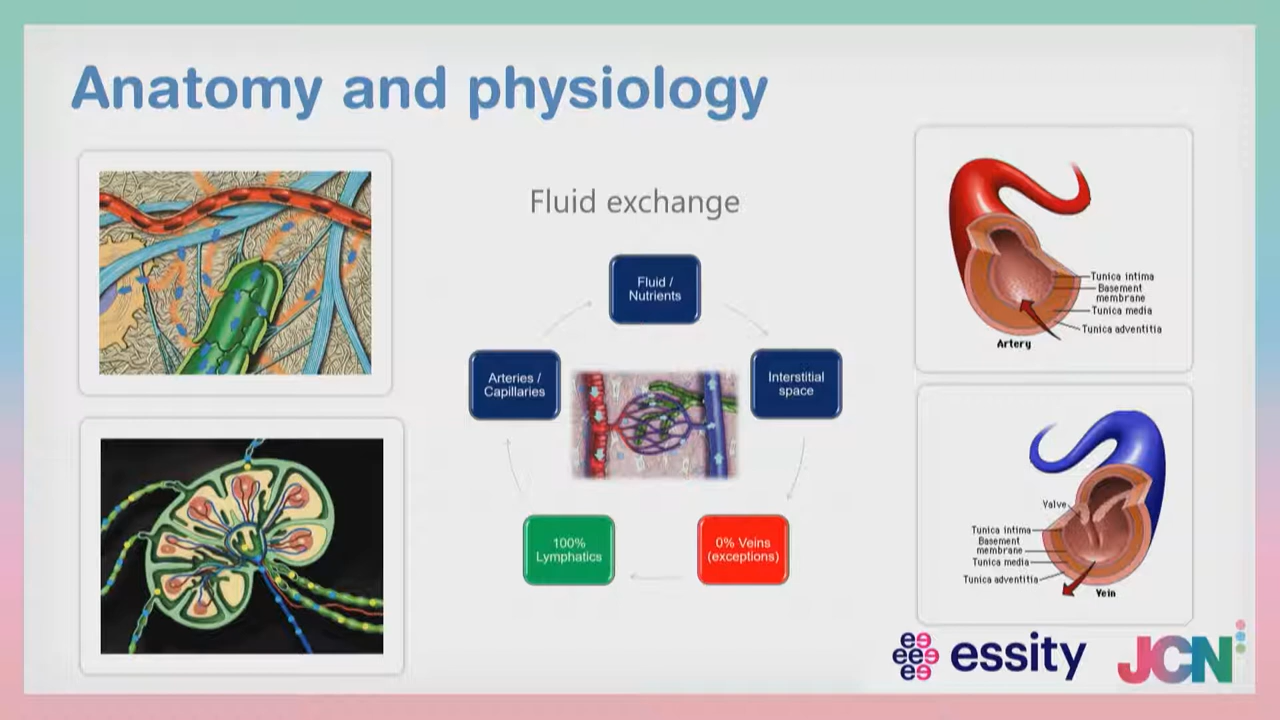 Anatomy and physiology
Fluid exchange
Fluid /
Nutrients
Arteries /
Capillaries
Interstitial
space
100%
Lymphatics
0% Veins
(exceptions)
Tunica intima
Basement
membrane
Tunica media
Tunica adventitia
Artery
Valve
Tunica intima
Basement
membrane
Tunica media
Tunica adventitia
Vein
essity
JCN